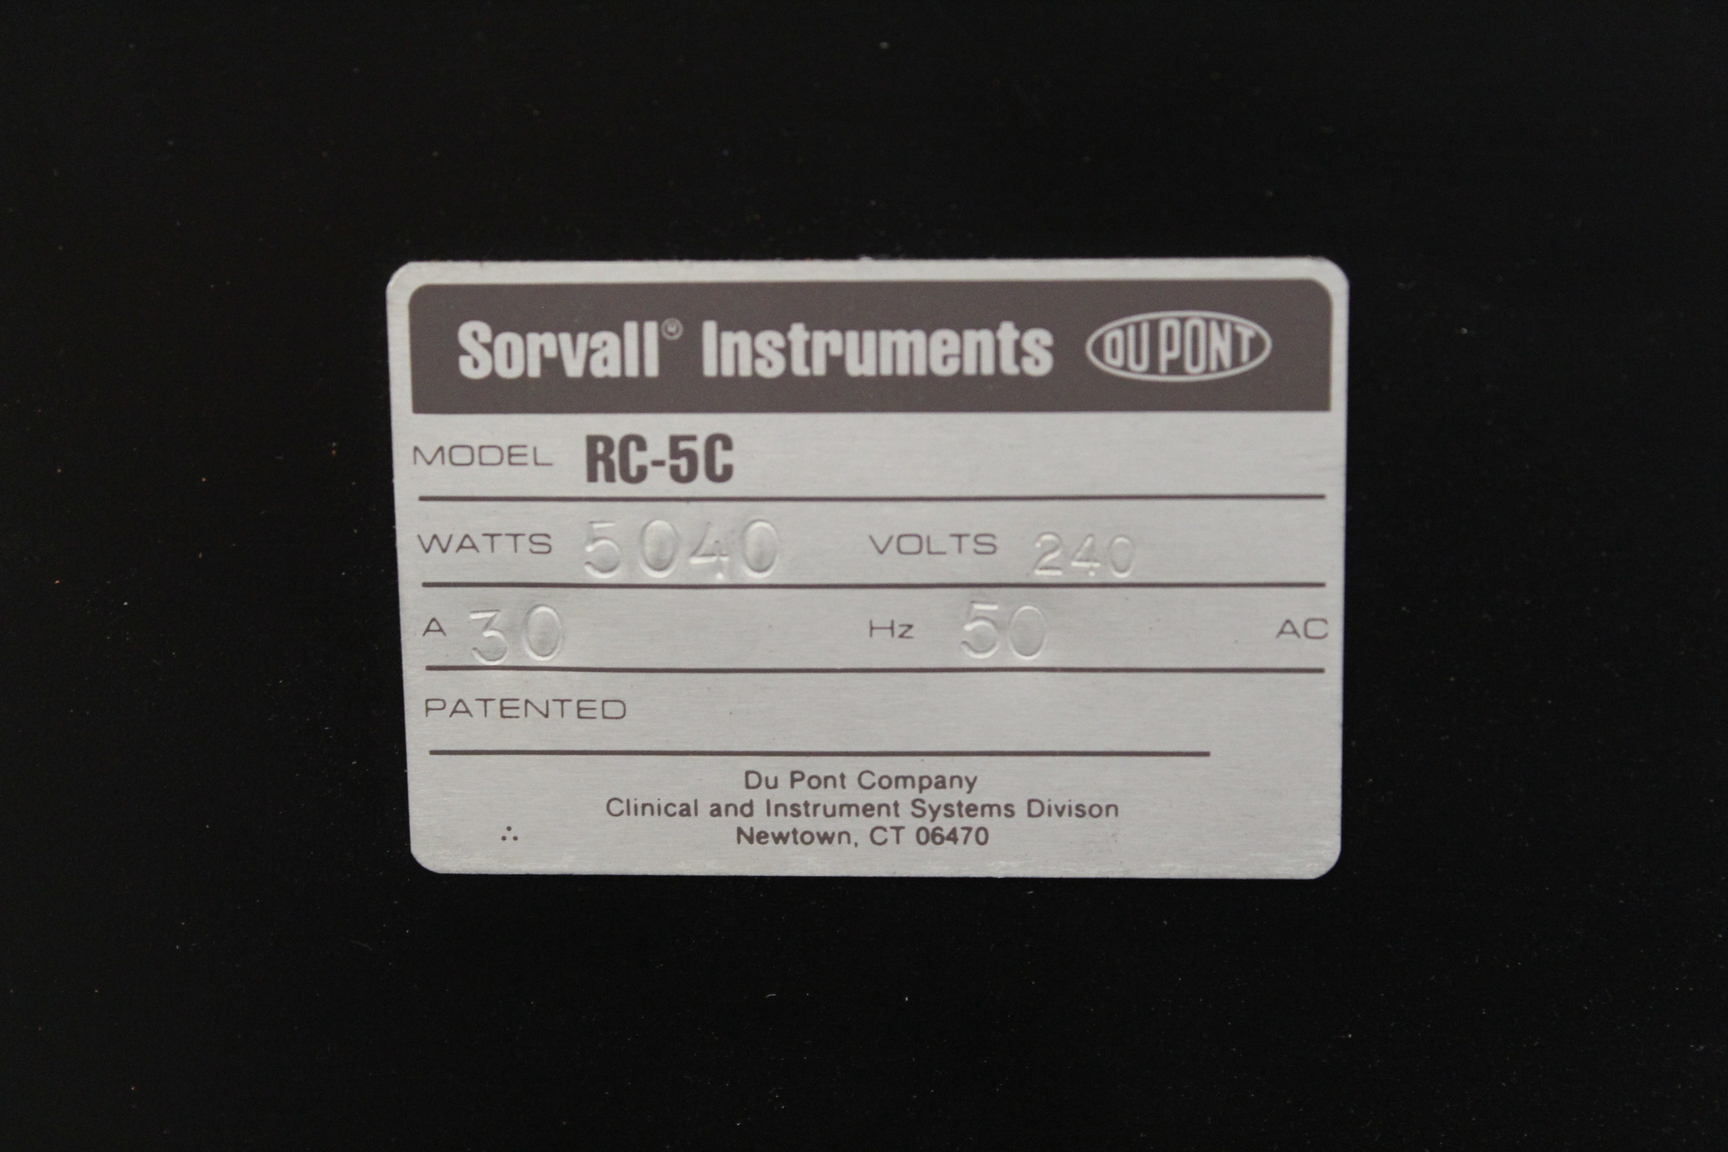 Sorvall® Instruments DU PONT
MODEL RC-5C
WATTS 5040 VOLTS 240
A 30 Hz 50 AC
PATENTED
Du Pont Company
Clinical and Instrument Systems Divison
Newtown, CT 06470